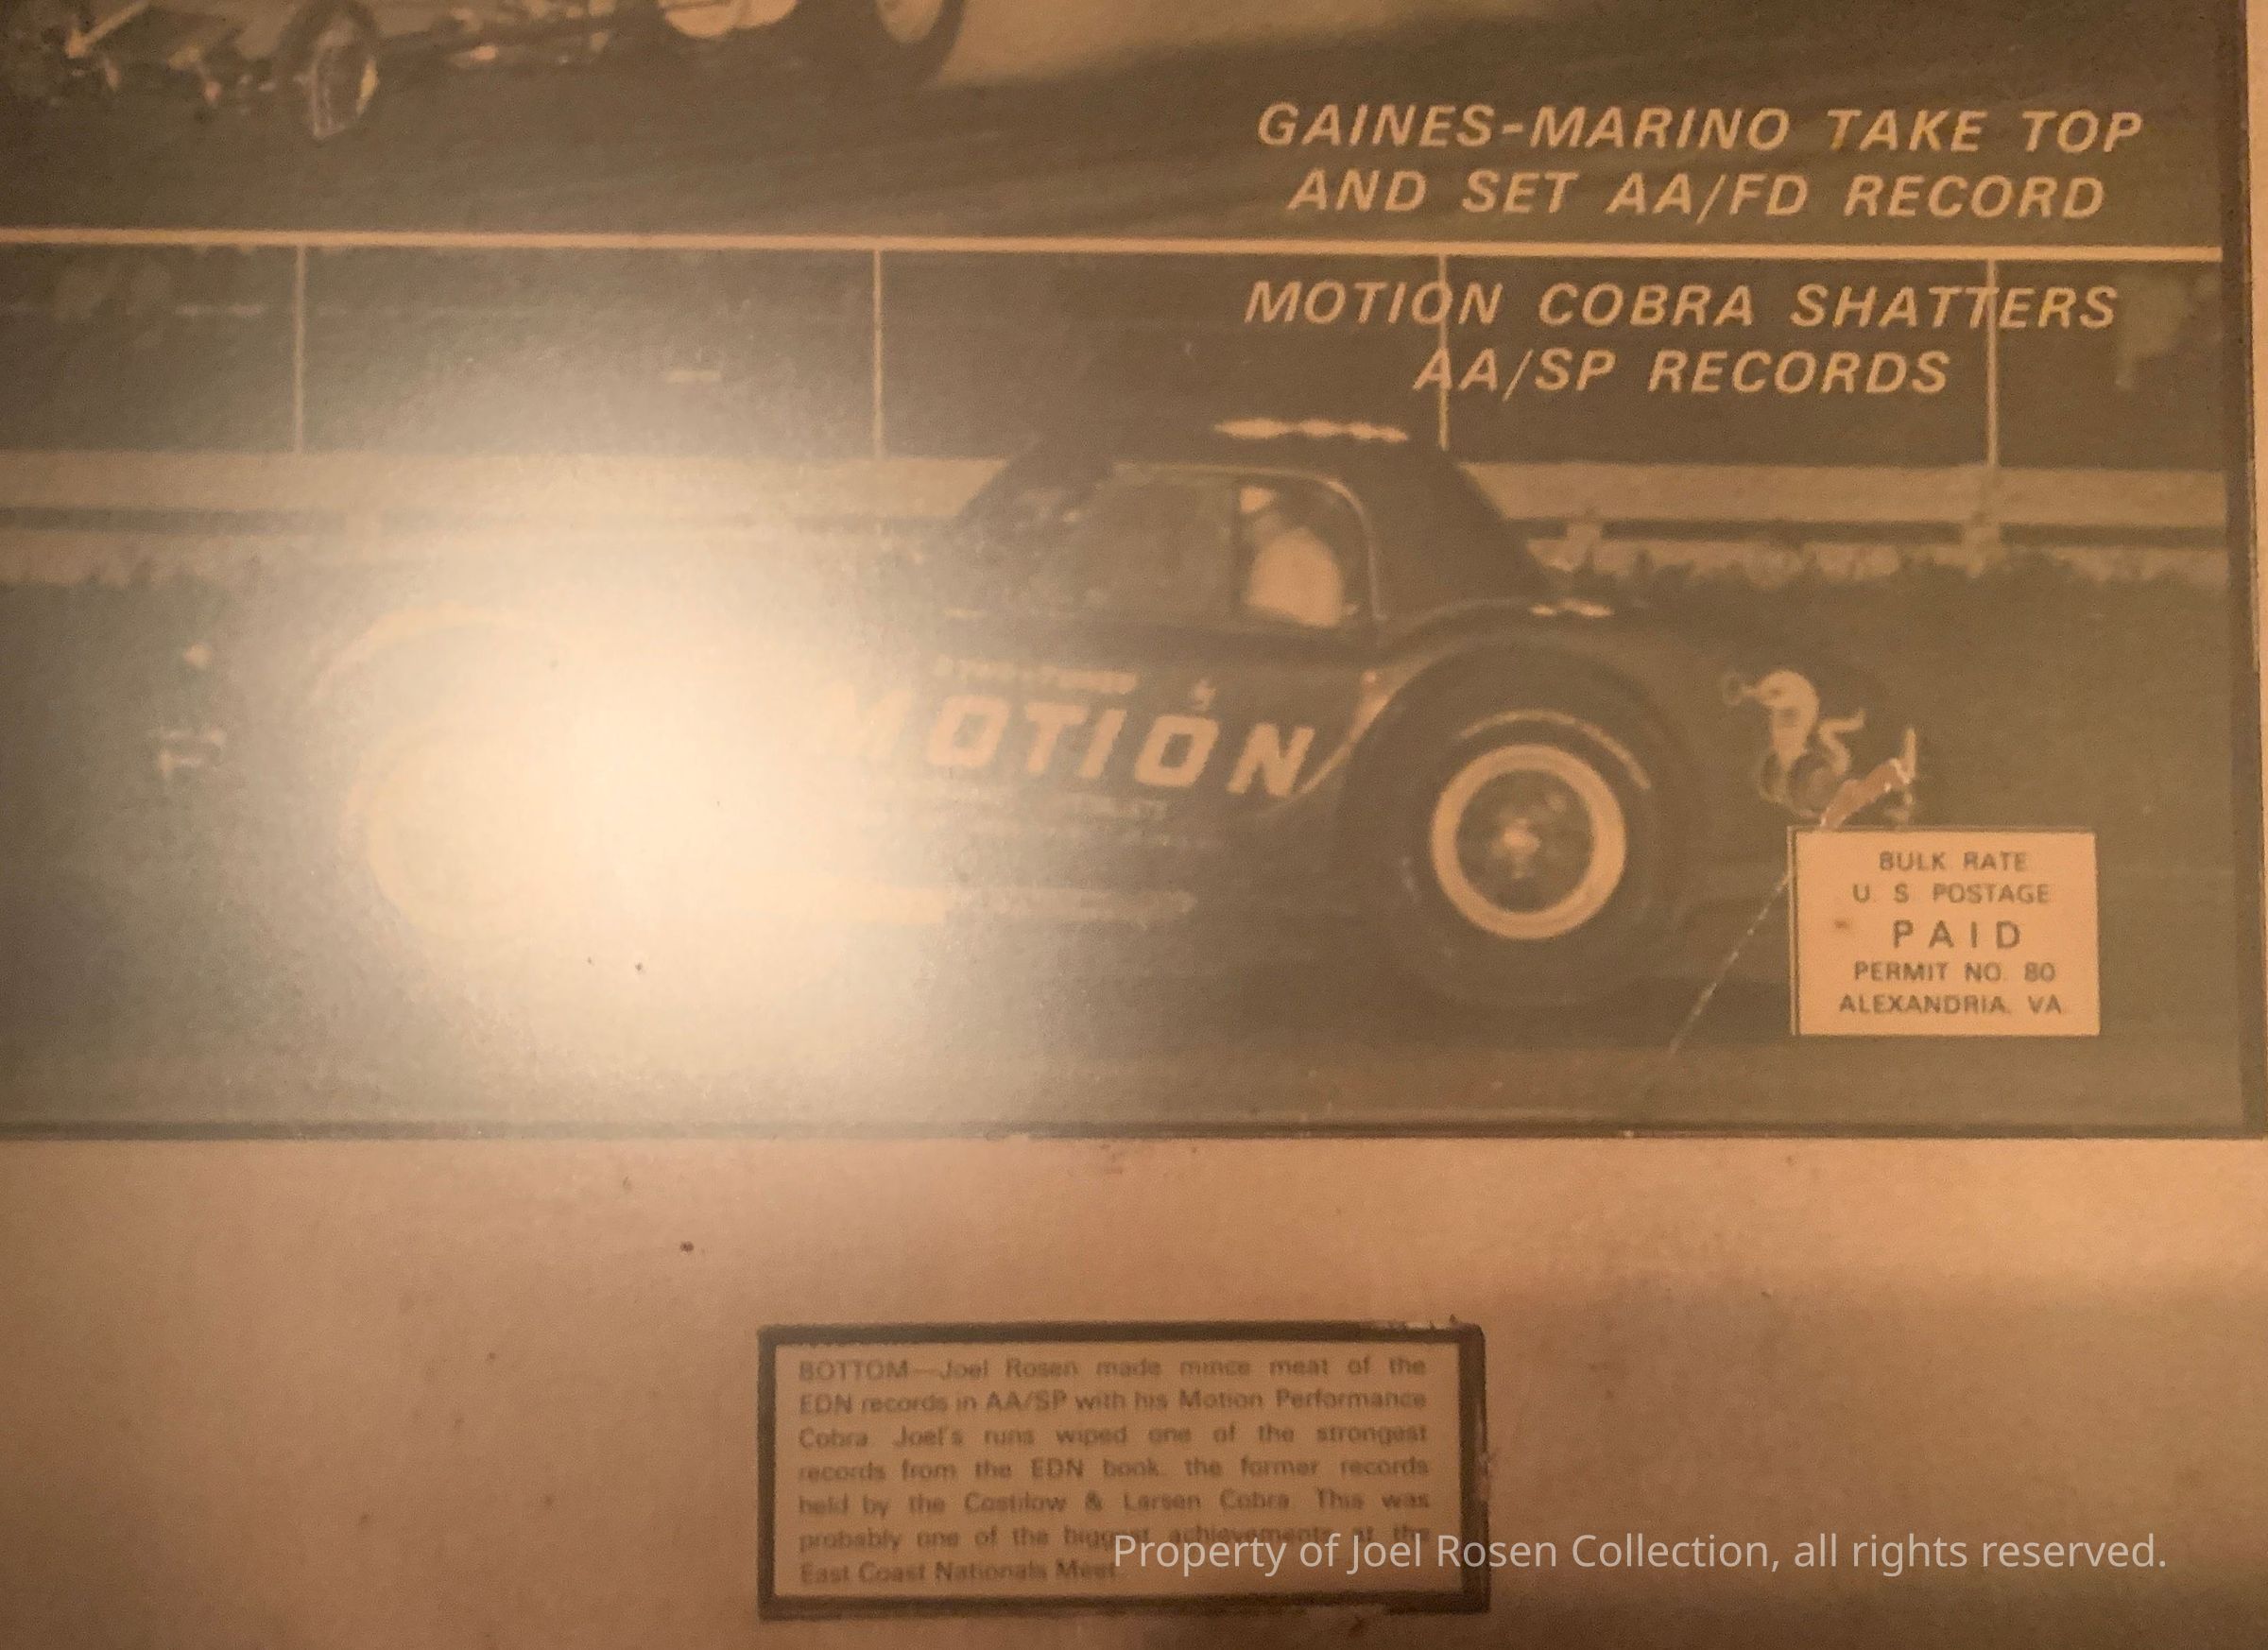 GAINES-MARINO TAKE TOP
AND SET AA/FD RECORD
MOTION COBRA SHATTERS
AA/SP RECORDS
MOTION
BULK RATE
U S POSTAGE
PAID
PERMIT NO. 80
ALEXANDRIA, VA
BOTTOM—Joel Rosen made mince meat of the
EDN records in AA/SP with his Motion Performance
Cobra. Joel's runs wiped one of the strongest
records from the EDN book, the former records
held by the Costilow & Larsen Cobra. This was
probably one of the biggest achievements at the
East Coast Nationals Meet.
Property of Joel Rosen Collection, all rights reserved.